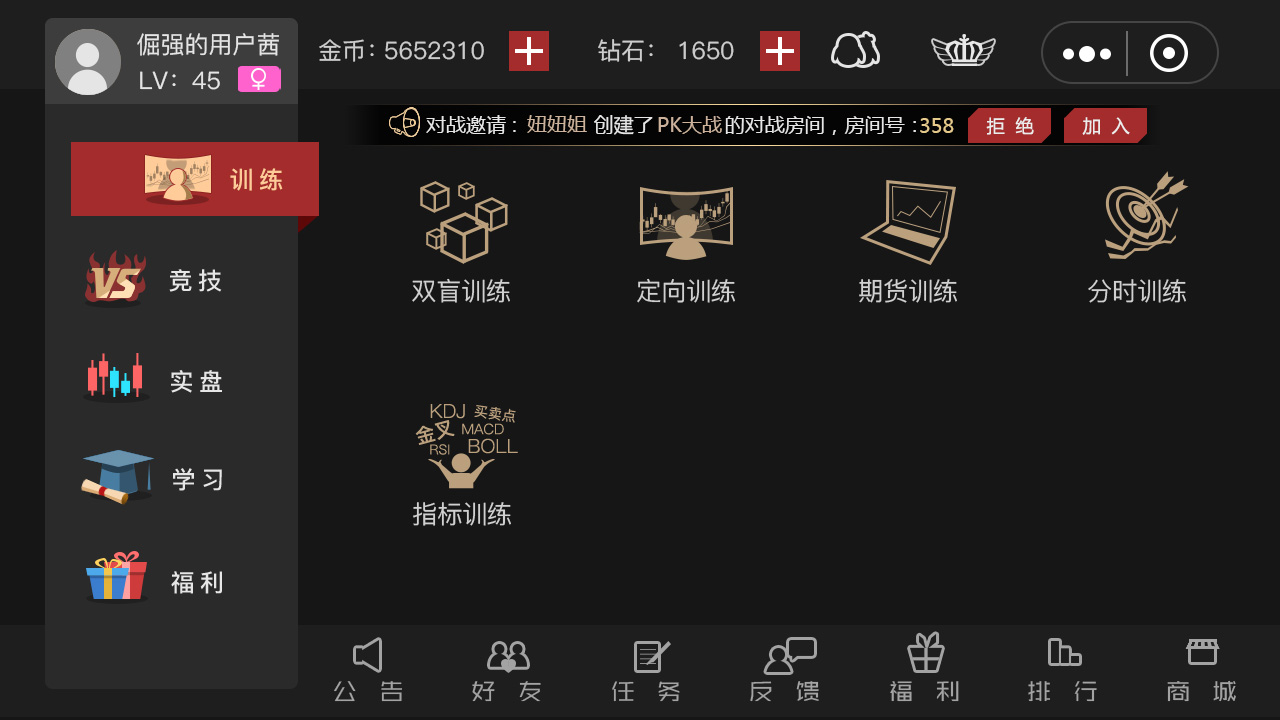 倔强的用户茜
LV: 45
金币: 5652310
钻石: 1650
对战邀请: 妞妞姐 创建了PK大战的对战房间，房间号:358
拒绝
加入
训练
竞技
VS
实盘
学习
福利
双盲训练
定向训练
期货训练
分时训练
KDJ 买卖点
金叉 MACD
RSI BOLL
指标训练
公告
好友
任务
反馈
福利
排行
商城